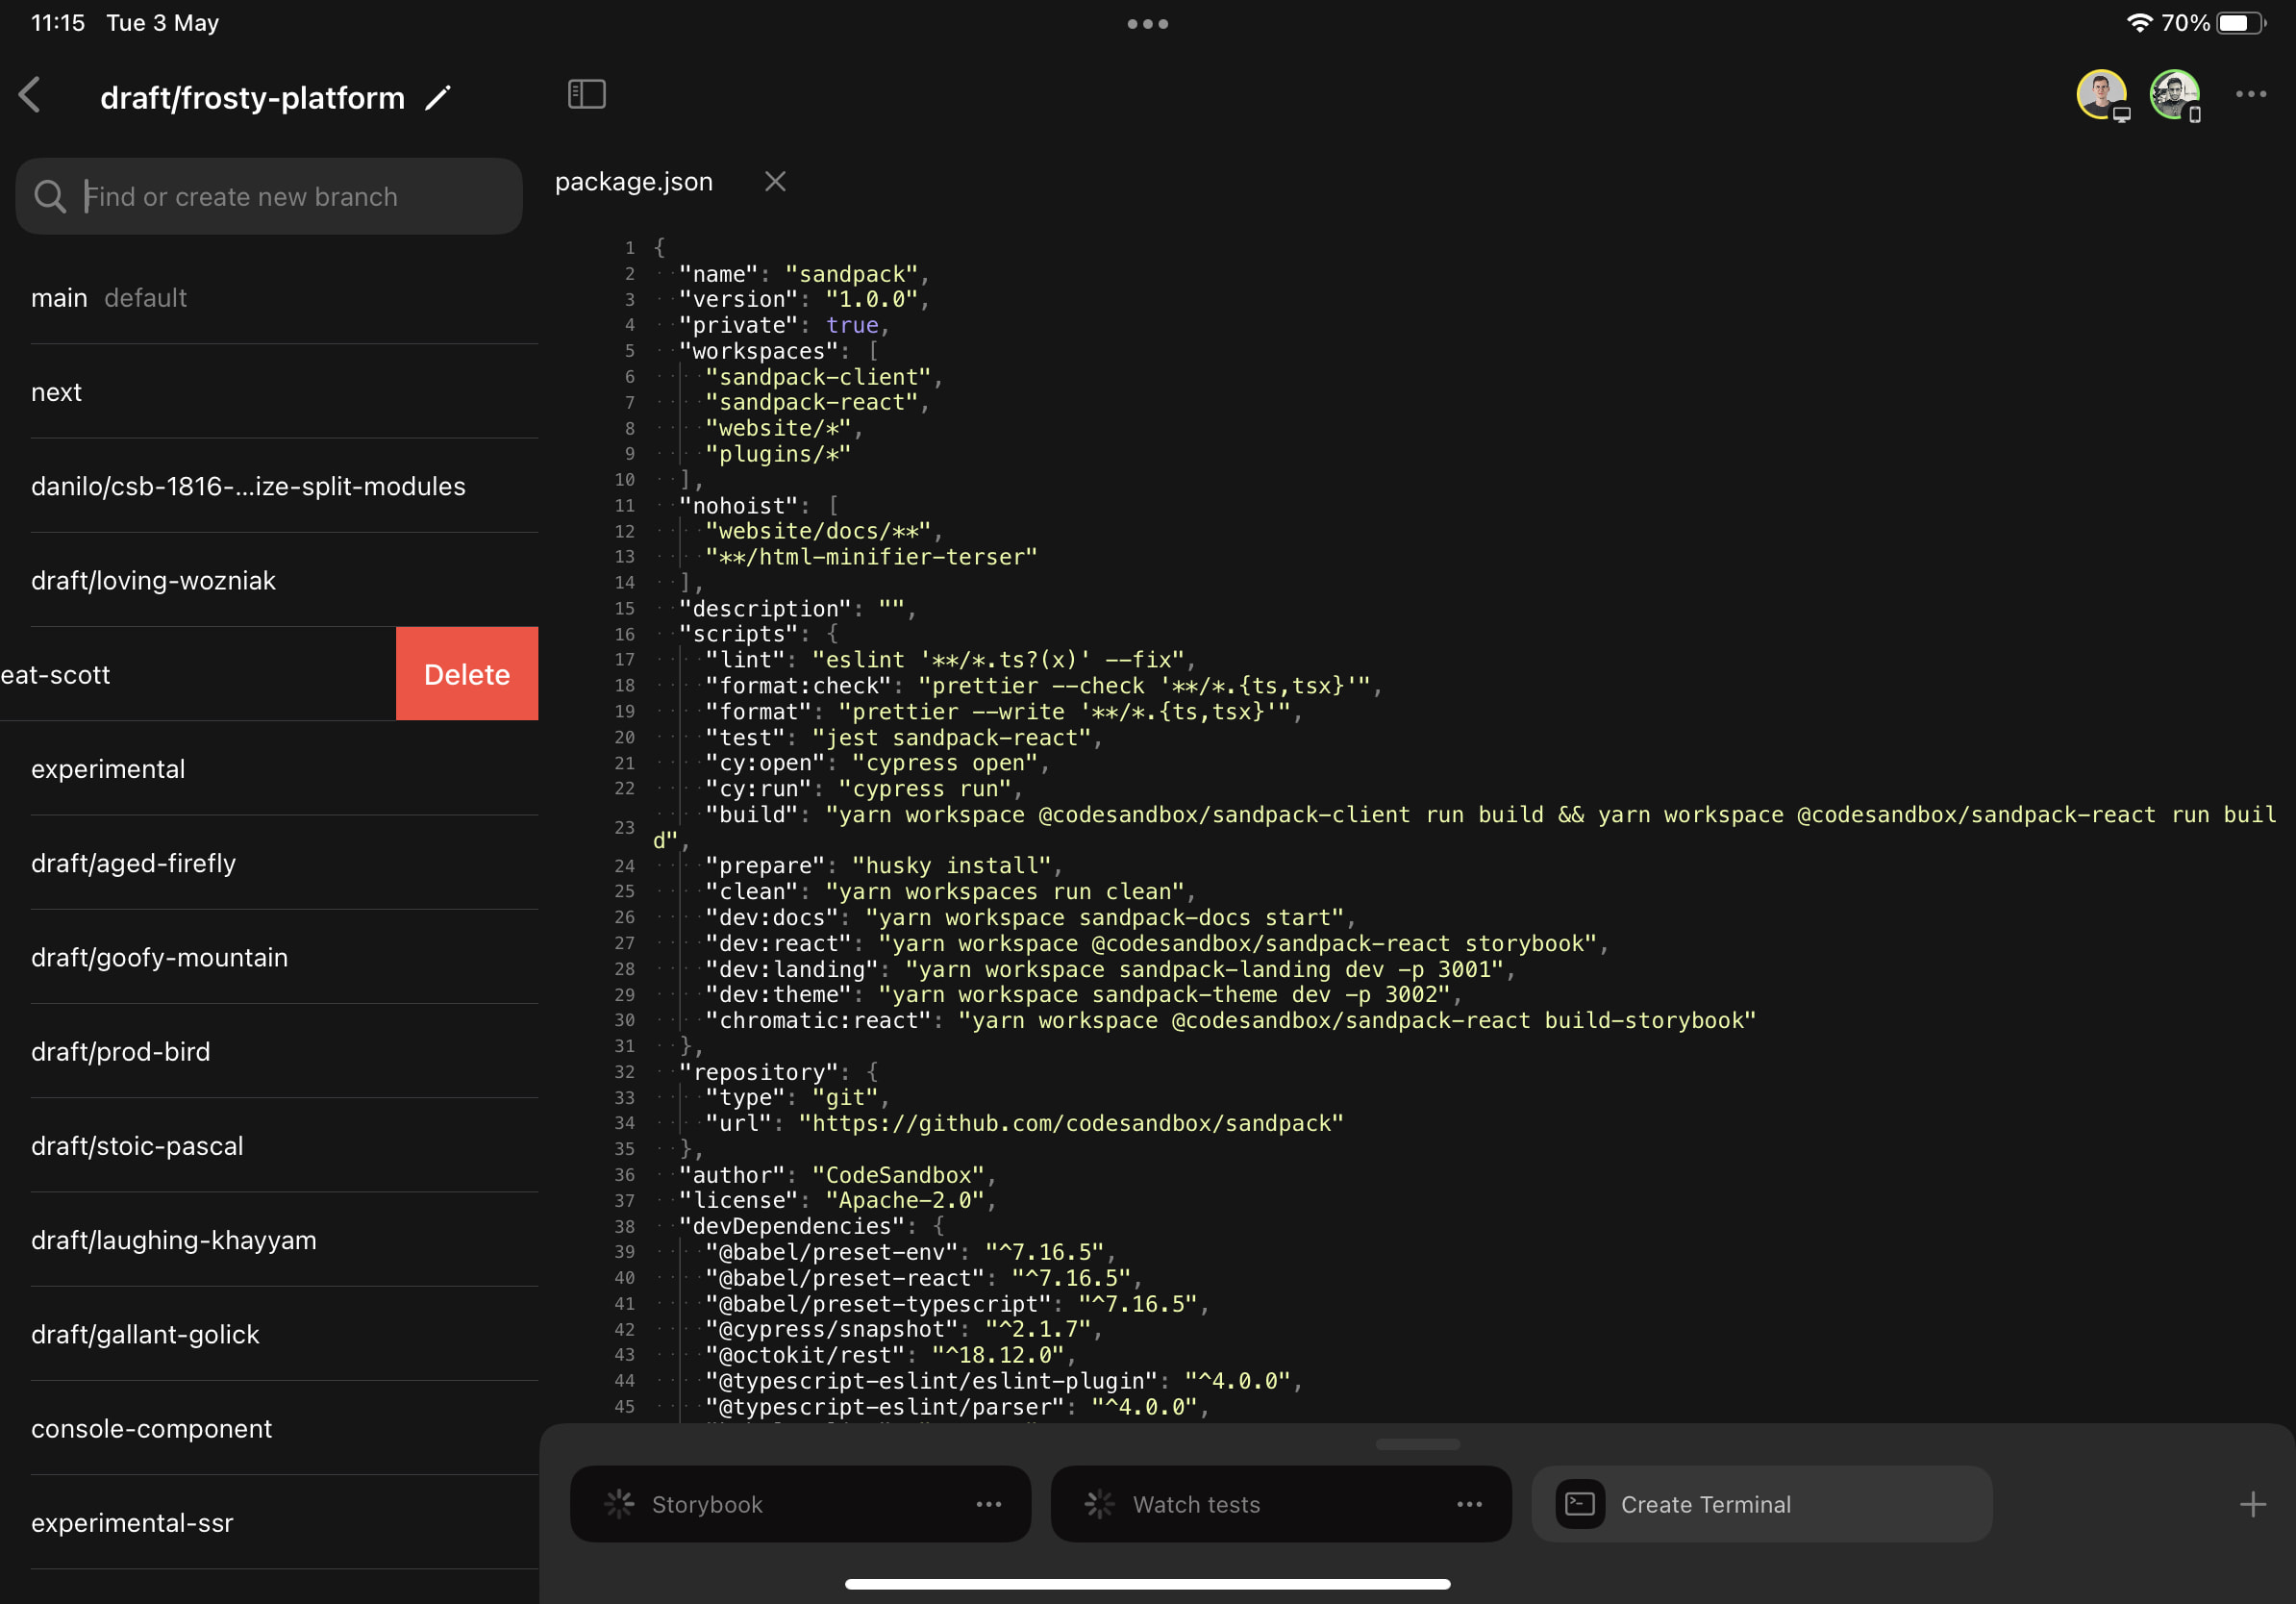 11:15 Tue 3 May
70%
draft/frosty-platform
Find or create new branch
main default
next
danilo/csb-1816-...ize-split-modules
draft/loving-wozniak
eat-scott Delete
experimental
draft/aged-firefly
draft/goofy-mountain
draft/prod-bird
draft/stoic-pascal
draft/laughing-khayyam
draft/gallant-golick
console-component
experimental-ssr
package.json
1 {
2 "name": "sandpack",
3 "version": "1.0.0",
4 "private": true,
5 "workspaces": [
6 "sandpack-client",
7 "sandpack-react",
8 "website/*",
9 "plugins/*"
10 ],
11 "nohoist": [
12 "website/docs/**",
13 "**/html-minifier-terser"
14 ],
15 "description": "",
16 "scripts": {
17 "lint": "eslint '**/*.ts?(x)' --fix",
18 "format:check": "prettier --check '**/*.{ts,tsx}'",
19 "format": "prettier --write '**/*.{ts,tsx}'",
20 "test": "jest sandpack-react",
21 "cy:open": "cypress open",
22 "cy:run": "cypress run",
23 "build": "yarn workspace @codesandbox/sandpack-client run build && yarn workspace @codesandbox/sandpack-react run buil
d",
24 "prepare": "husky install",
25 "clean": "yarn workspaces run clean",
26 "dev:docs": "yarn workspace sandpack-docs start",
27 "dev:react": "yarn workspace @codesandbox/sandpack-react storybook",
28 "dev:landing": "yarn workspace sandpack-landing dev -p 3001",
29 "dev:theme": "yarn workspace sandpack-theme dev -p 3002",
30 "chromatic:react": "yarn workspace @codesandbox/sandpack-react build-storybook"
31 },
32 "repository": {
33 "type": "git",
34 "url": "https://github.com/codesandbox/sandpack"
35 },
36 "author": "CodeSandbox",
37 "license": "Apache-2.0",
38 "devDependencies": {
39 "@babel/preset-env": "^7.16.5",
40 "@babel/preset-react": "^7.16.5",
41 "@babel/preset-typescript": "^7.16.5",
42 "@cypress/snapshot": "^2.1.7",
43 "@octokit/rest": "^18.12.0",
44 "@typescript-eslint/eslint-plugin": "^4.0.0",
45 "@typescript-eslint/parser": "^4.0.0",
Storybook
Watch tests
Create Terminal